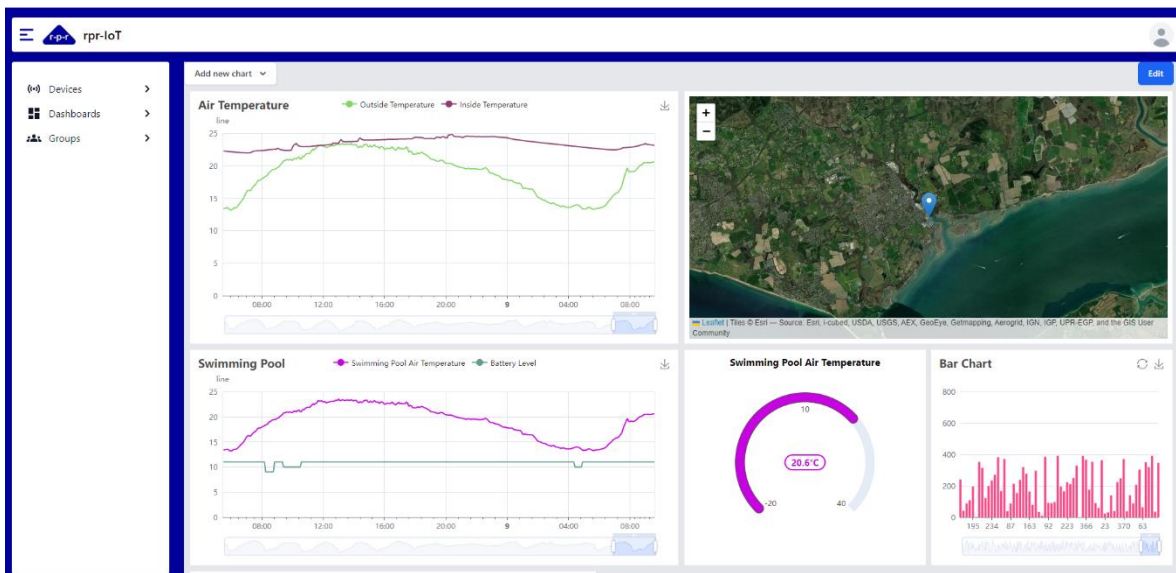 r-p-r rpr-IoT
Devices
Dashboards
Groups
Add new chart
Edit
Air Temperature
Outside Temperature Inside Temperature
line
25
20
15
10
5
0
08:00 12:00 16:00 20:00 9 04:00 08:00
+
−
Leaflet | Tiles © Esri — Source: Esri, i-cubed, USDA, USGS, AEX, GeoEye, Getmapping, Aerogrid, IGN, IGP, UPR-EGP, and the GIS User
Community
Swimming Pool
Swimming Pool Air Temperature Battery Level
line
25
20
15
10
5
0
08:00 12:00 16:00 20:00 9 04:00 08:00
Swimming Pool Air Temperature
10
20.6°C
-20 40
Bar Chart
800
600
400
200
0
195 234 87 163 92 223 366 23 370 63